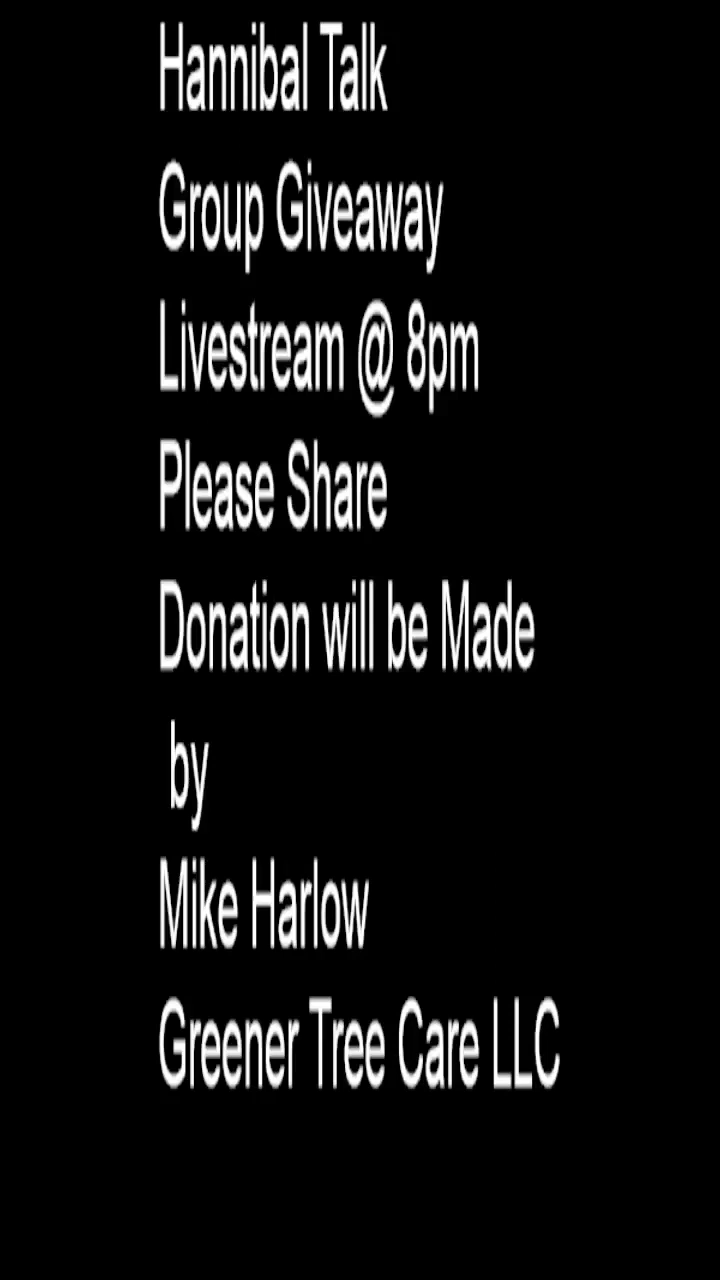 Hannibal Talk
Group Giveaway
Livestream @ 8pm
Please Share
Donation will be Made
by
Mike Harlow
Greener Tree Care LLC